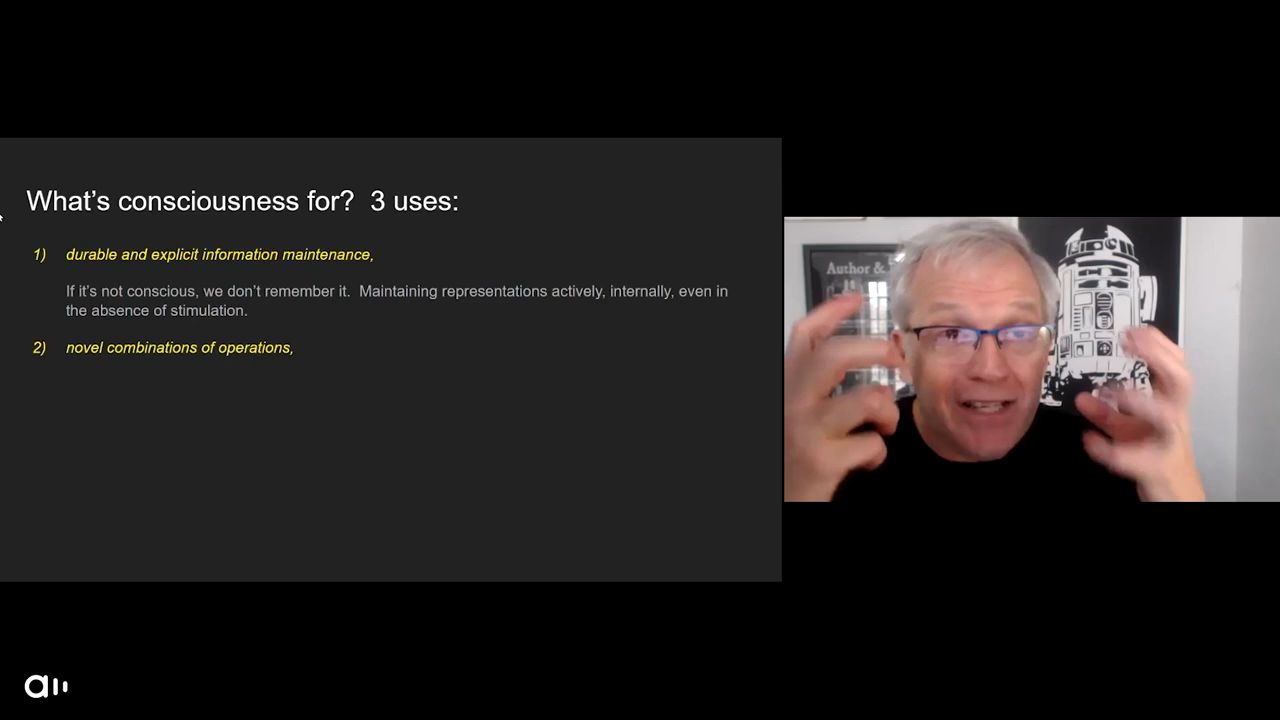 What's consciousness for?  3 uses:
1) durable and explicit information maintenance,
If it's not conscious, we don't remember it.  Maintaining representations actively, internally, even in
the absence of stimulation.
2) novel combinations of operations,
Author &